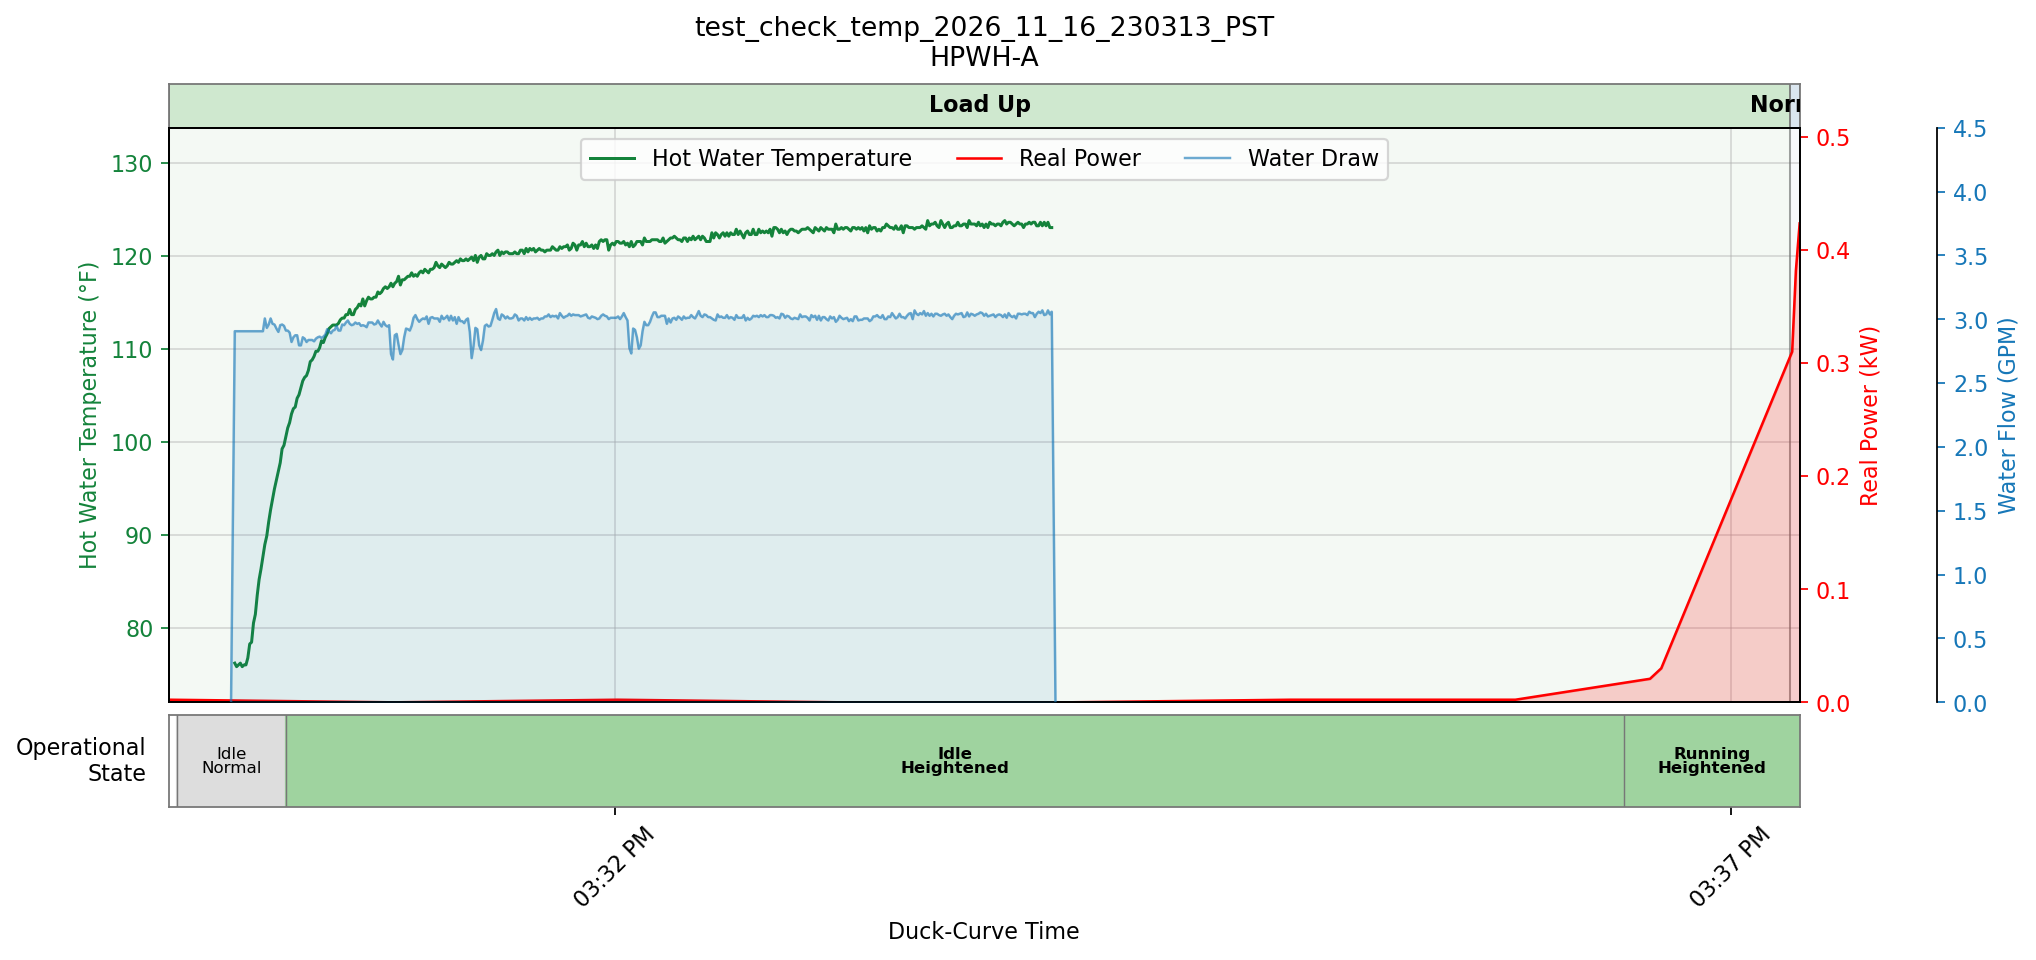 test_check_temp_2026_11_16_230313_PST
HPWH-A
Load Up
Norr
Hot Water Temperature
Real Power
Water Draw
Hot Water Temperature (°F)
130
120
110
100
90
80
0.5
0.4
0.3
0.2
0.1
0.0
Real Power (kW)
4.5
4.0
3.5
3.0
2.5
2.0
1.5
1.0
0.5
0.0
Water Flow (GPM)
Operational
State
Idle
Normal
Idle
Heightened
Running
Heightened
03:32 PM
03:37 PM
Duck-Curve Time